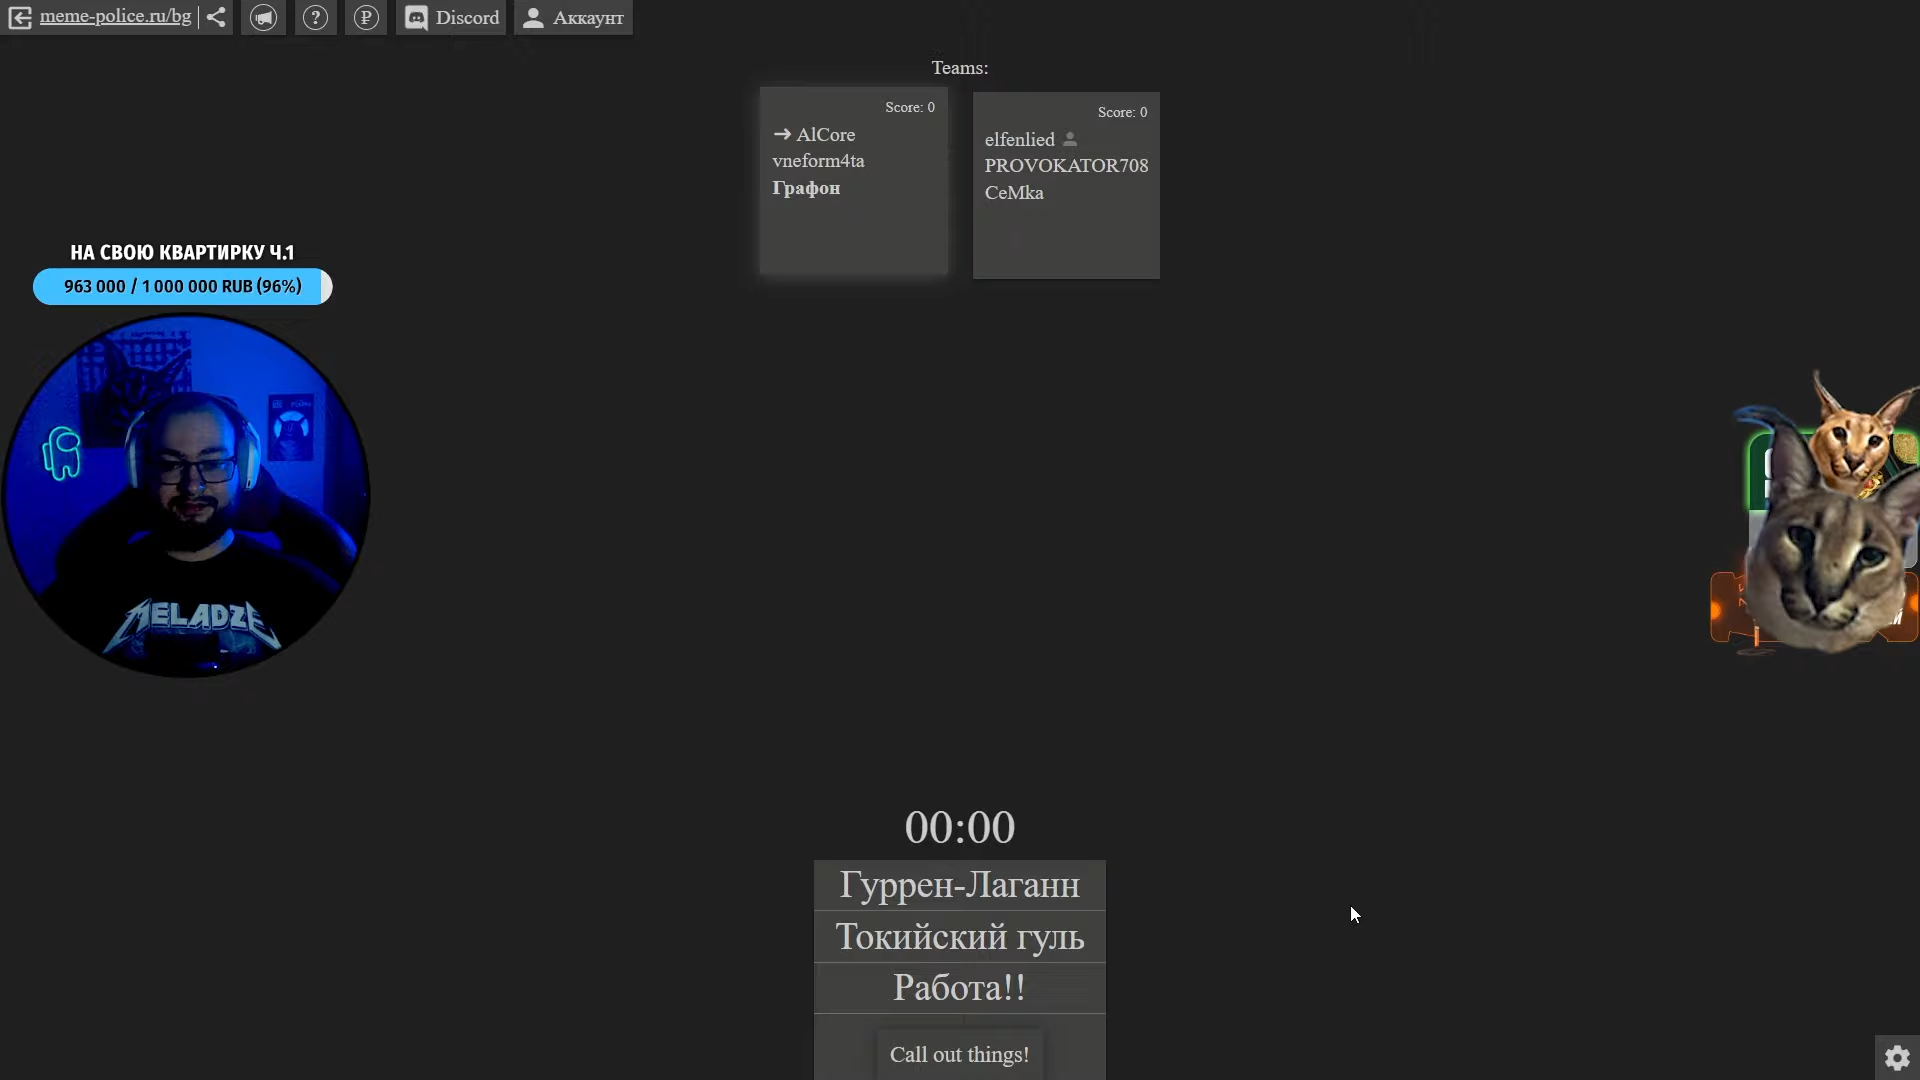 meme-police.ru/bg
Discord
Аккаунт
Teams:
Score: 0
AlCore
vneform4ta
Графон
Score: 0
elfenlied
PROVOKATOR708
CeMka
НА СВОЮ КВАРТИРКУ Ч.1
963 000 / 1 000 000 RUB (96%)
MELADZE
00:00
Гуррен-Лаганн
Токийский гуль
Работа!!
Call out things!